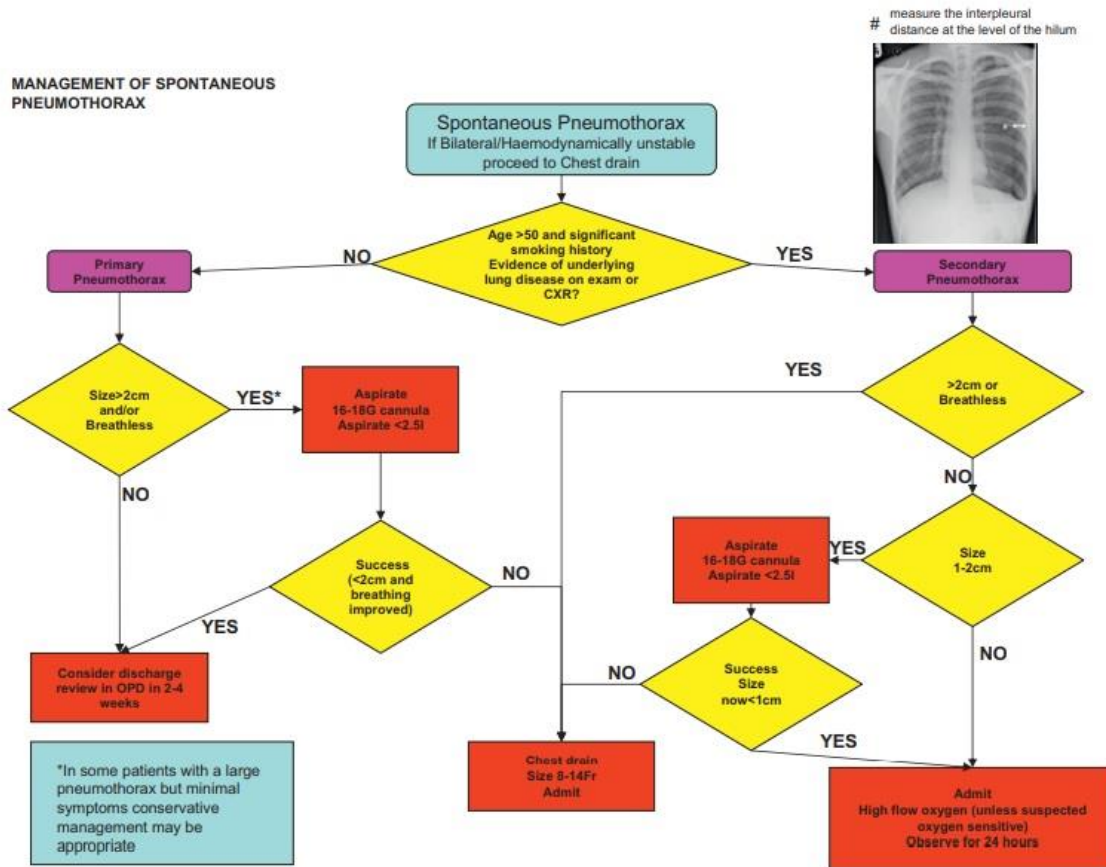 # measure the interpleural
distance at the level of the hilum
MANAGEMENT OF SPONTANEOUS
PNEUMOTHORAX
Spontaneous Pneumothorax
If Bilateral/Haemodynamically unstable
proceed to Chest drain
Age >50 and significant
smoking history
Evidence of underlying
lung disease on exam or
CXR?
NO
YES
Primary
Pneumothorax
Secondary
Pneumothorax
Size>2cm
and/or
Breathless
YES*
Aspirate
16-18G cannula
Aspirate <2.5l
YES
>2cm or
Breathless
NO
NO
Success
(<2cm and
breathing
improved)
NO
YES
Aspirate
16-18G cannula
Aspirate <2.5l
YES
Size
1-2cm
NO
Consider discharge
review in OPD in 2-4
weeks
NO
Success
Size
now<1cm
YES
*In some patients with a large
pneumothorax but minimal
symptoms conservative
management may be
appropriate
Chest drain
Size 8-14Fr
Admit
Admit
High flow oxygen (unless suspected
oxygen sensitive)
Observe for 24 hours